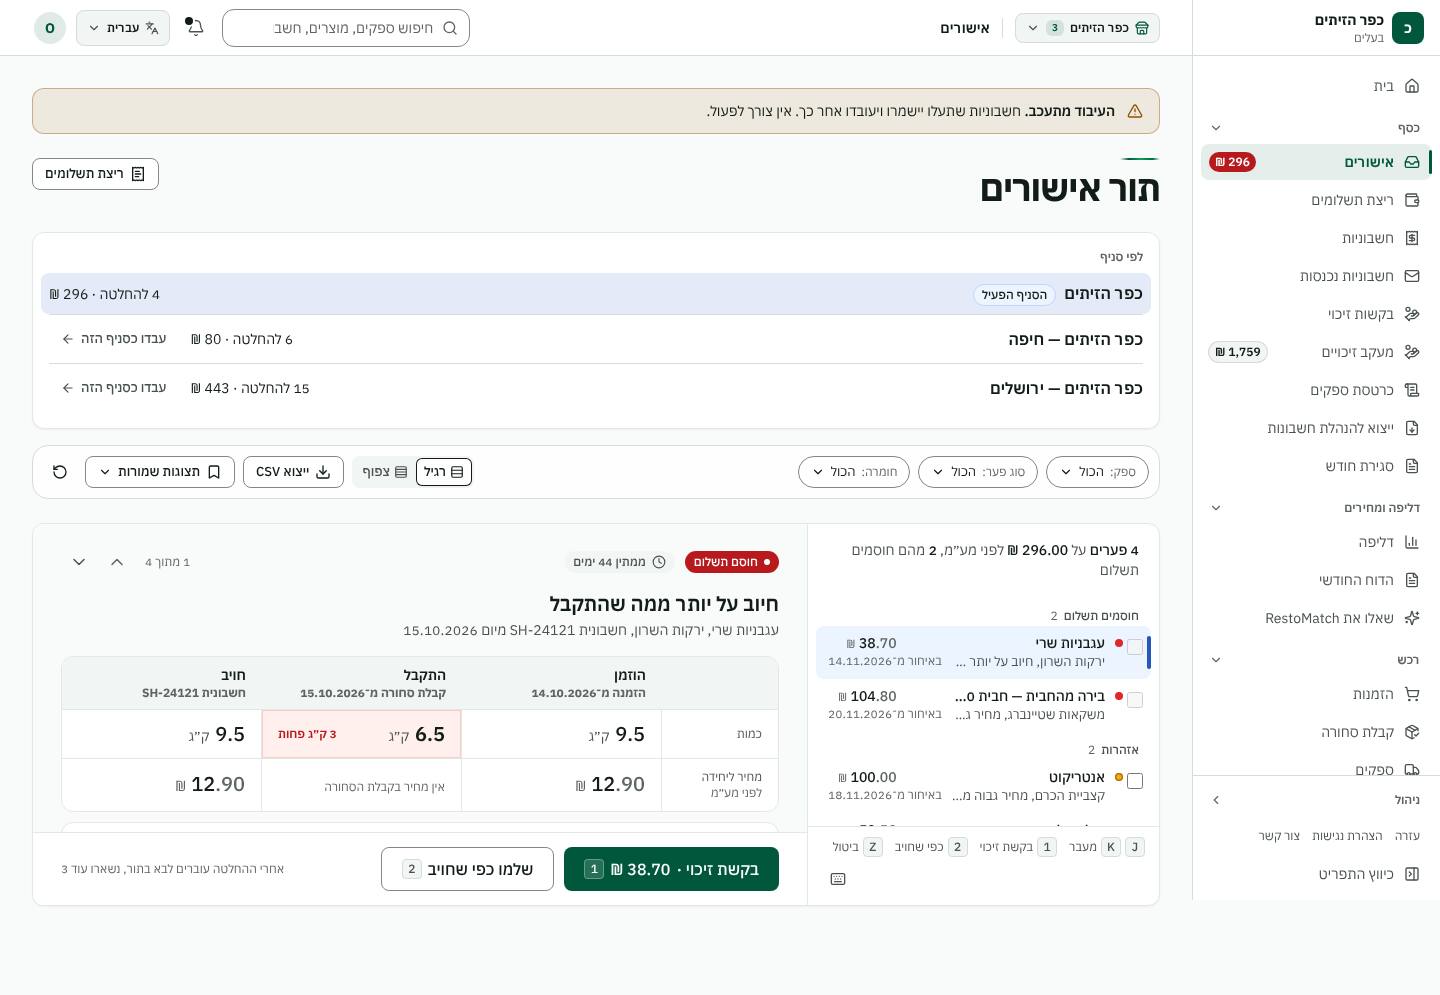 כ
כפר הזיתים
בעלים
בית
כסף
אישורים
296 ₪
ריצת תשלומים
חשבוניות
חשבוניות נכנסות
בקשות זיכוי
מעקב זיכויים
1,759 ₪
כרטסת ספקים
ייצוא להנהלת חשבונות
סגירת חודש
דליפה ומחירים
דליפה
הדוח החודשי
שאלו את RestoMatch
רכש
הזמנות
קבלת סחורה
ספקים
ניהול
עזרה הצהרת נגישות צור קשר
כיווץ התפריט
כפר הזיתים 3
אישורים
חיפוש ספקים, מוצרים, חשב
עברית
O
העיבוד מתעכב. חשבוניות שתעלו יישמרו ויעובדו אחר כך. אין צורך לפעול.
תור אישורים
ריצת תשלומים
לפי סניף
כפר הזיתים הסניף הפעיל 4 להחלטה · 296 ₪
כפר הזיתים — חיפה 6 להחלטה · 80 ₪ עבדו כסניף הזה
כפר הזיתים — ירושלים 15 להחלטה · 443 ₪ עבדו כסניף הזה
ספק: הכול
סוג פער: הכול
חומרה: הכול
רגיל צפוף
ייצוא CSV
תצוגות שמורות
4 פערים על 296.00 ₪ לפני מע״מ, 2 מהם חוסמים
תשלום
חוסמים תשלום 2
עגבניות שרי 38.70 ₪
ירקות השרון, חיוב על יותר ... באיחור מ־14.11.2026
בירה מהחבית — חבית 50... 104.80 ₪
משקאות שטיינברג, מחיר ג... באיחור מ־20.11.2026
אזהרות 2
אנטריקוט 100.00 ₪
קצביית הכרם, מחיר גבוה מ... באיחור מ־18.11.2026
J K מעבר 1 בקשת זיכוי 2 כפי שחויב Z ביטול
חוסם תשלום ממתין 44 ימים 1 מתוך 4
חיוב על יותר ממה שהתקבל
עגבניות שרי, ירקות השרון, חשבונית SH-24121 מיום 15.10.2026
הוזמן התקבל חויב
הזמנה מ־14.10.2026 קבלת סחורה מ־15.10.2026 חשבונית SH-24121
כמות 9.5 ק״ג 6.5 ק״ג 3 ק״ג פחות 9.5 ק״ג
מחיר ליחידה
לפני מע״מ
12.90 ₪ אין מחיר בקבלת הסחורה 12.90 ₪
בקשת זיכוי · 38.70 ₪ 1
שלמו כפי שחויב 2
אחרי ההחלטה עוברים לבא בתור, נשארו עוד 3